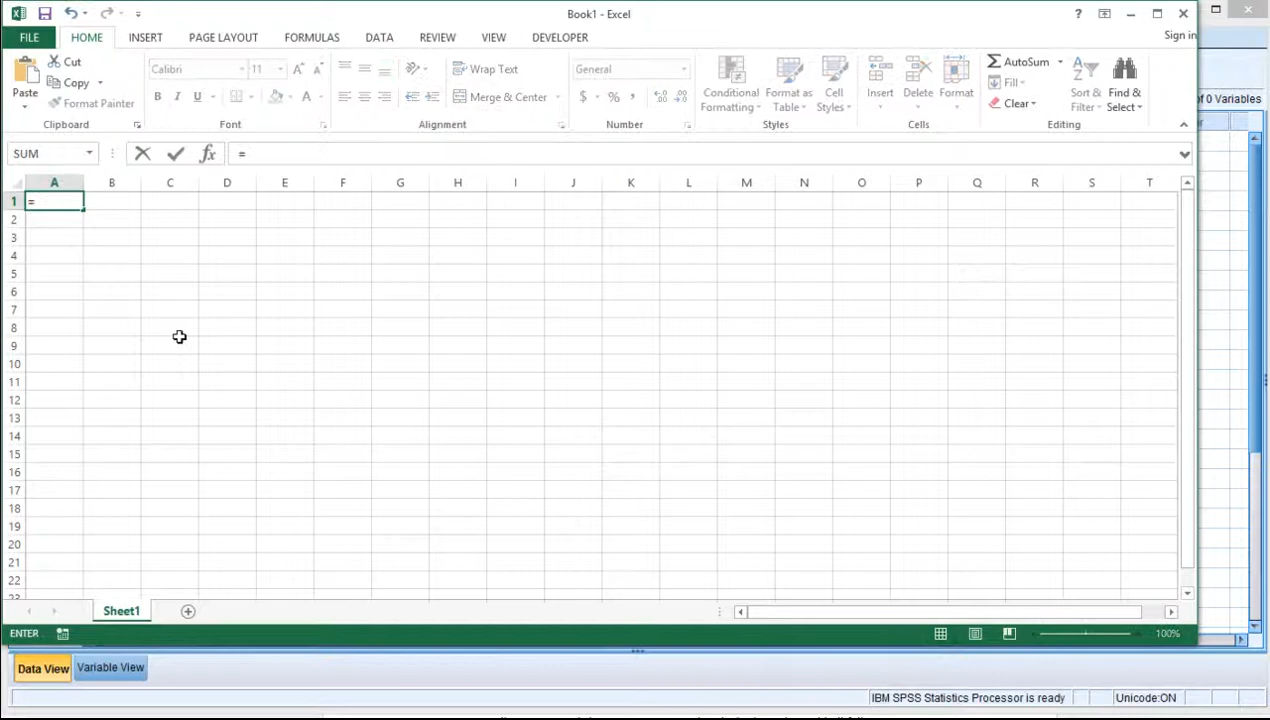 Book1 - Excel
?
Sign in
FILE HOME INSERT PAGE LAYOUT FORMULAS DATA REVIEW VIEW DEVELOPER
Paste
Cut
Copy
Format Painter
Clipboard
Calibri 11
B I U A
Font
Wrap Text
Merge & Center
Alignment
General
$ % ,
Number
Conditional Formatting
Format as Table
Cell Styles
Styles
Insert
Delete
Format
Cells
AutoSum
Fill
Clear
Sort & Filter
Find & Select
Editing
of 0 Variables
SUM fx =
A B C D E F G H I J K L M N O P Q R S T
1 =
2
3
4
5
6
7
8
9
10
11
12
13
14
15
16
17
18
19
20
21
22
23
Sheet1
ENTER
100%
Data View Variable View
IBM SPSS Statistics Processor is ready Unicode:ON